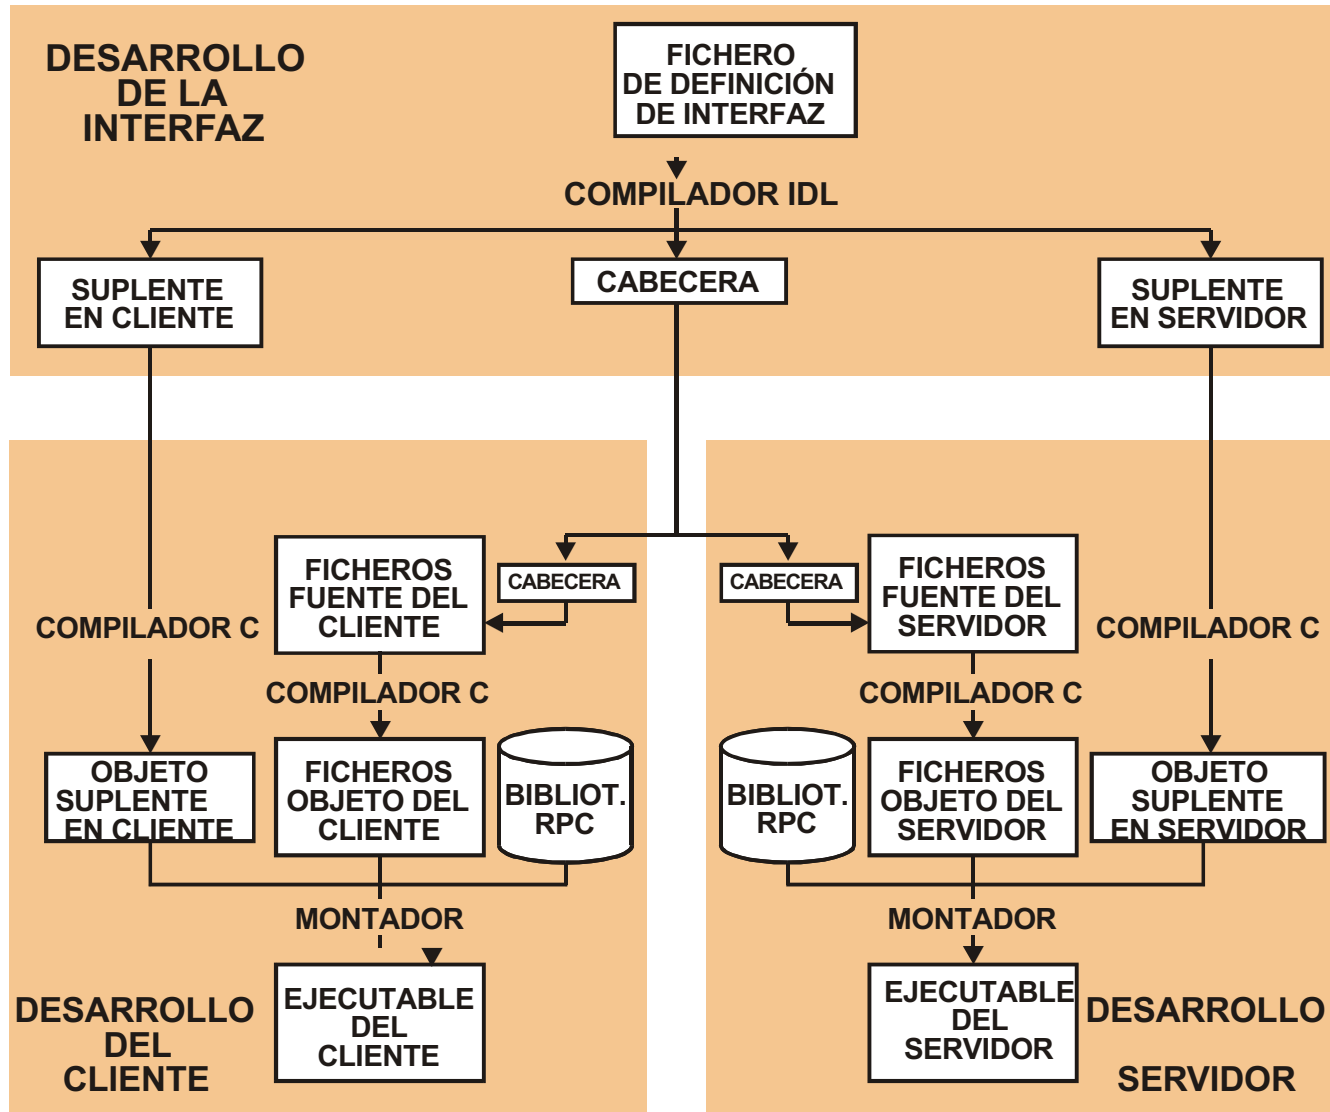 DESARROLLO
DE LA
INTERFAZ
FICHERO
DE DEFINICIÓN
DE INTERFAZ
COMPILADOR IDL
SUPLENTE
EN CLIENTE
CABECERA
SUPLENTE
EN SERVIDOR
FICHEROS
FUENTE DEL
CLIENTE
CABECERA
CABECERA
FICHEROS
FUENTE DEL
SERVIDOR
COMPILADOR C
COMPILADOR C
COMPILADOR C
COMPILADOR C
OBJETO
SUPLENTE
EN CLIENTE
FICHEROS
OBJETO DEL
CLIENTE
BIBLIOT.
RPC
BIBLIOT.
RPC
FICHEROS
OBJETO DEL
SERVIDOR
OBJETO
SUPLENTE
EN SERVIDOR
MONTADOR
MONTADOR
DESARROLLO
DEL
CLIENTE
EJECUTABLE
DEL
CLIENTE
EJECUTABLE
DEL
SERVIDOR
DESARROLLO
SERVIDOR